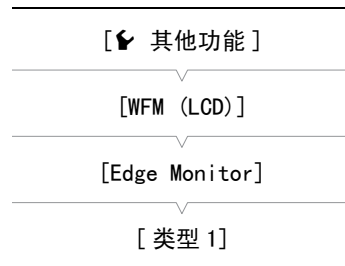 [ 其他功能 ]
[WFM (LCD)]
[Edge Monitor]
[ 类型 1]